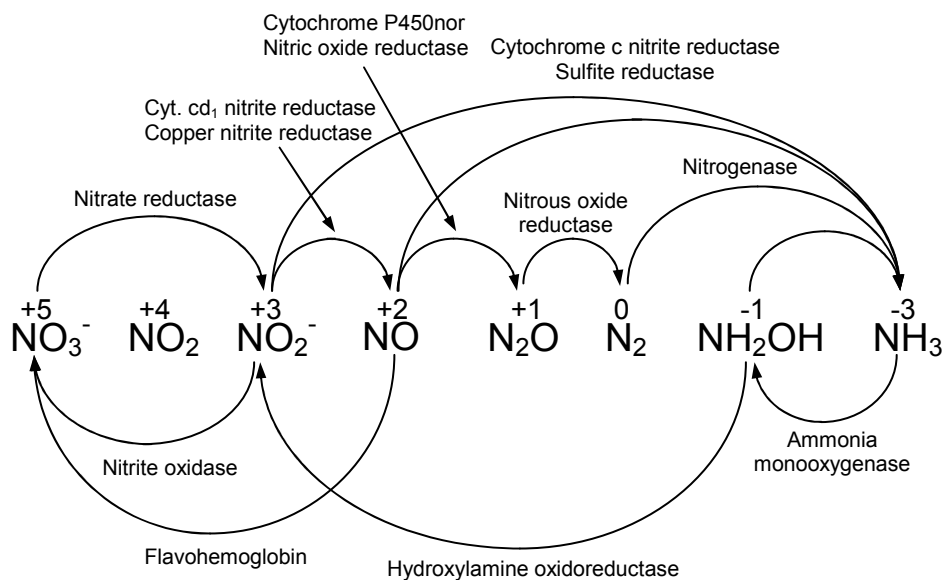 Cytochrome P450nor
Nitric oxide reductase
Cytochrome c nitrite reductase
Sulfite reductase
Cyt. cd₁ nitrite reductase
Copper nitrite reductase
Nitrogenase
Nitrate reductase
Nitrous oxide
reductase
+5 +4 +3 +2 +1 0 -1 -3
NO₃⁻ NO₂ NO₂⁻ NO N₂O N₂ NH₂OH NH₃
Ammonia
monooxygenase
Nitrite oxidase
Flavohemoglobin
Hydroxylamine oxidoreductase